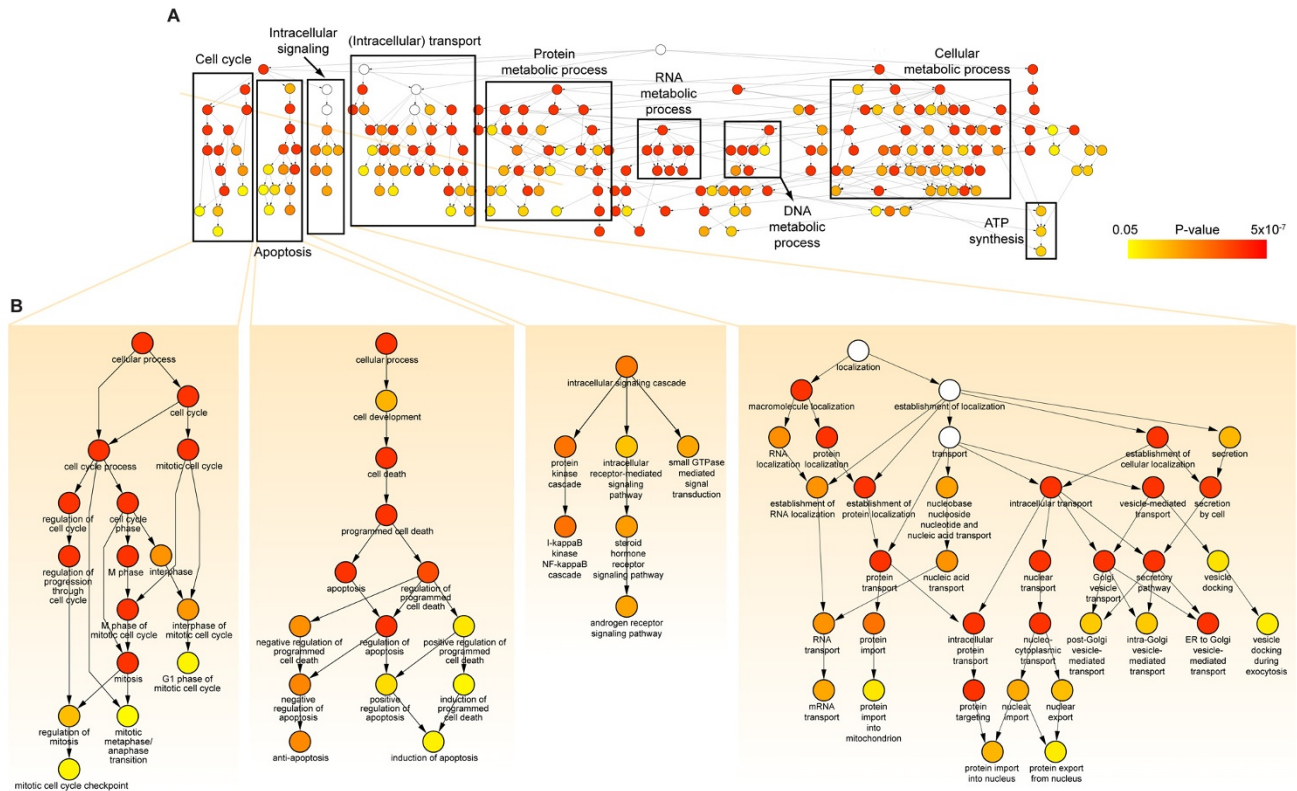 A
Intracellular
signaling
(Intracellular) transport
Cell cycle
Protein
metabolic process
RNA
metabolic
process
Cellular
metabolic process
Apoptosis
DNA
metabolic
process
ATP
synthesis
0.05 P-value 5x10⁻⁷
B
cellular process
cell cycle
cell cycle process
mitotic cell cycle
regulation of
cell cycle
cell cycle
phase
regulation of
progression
through
cell cycle
M phase
interphase
M phase of
mitotic cell cycle
interphase
of mitotic cell cycle
mitosis
G1 phase of
mitotic cell cycle
regulation of
mitosis
mitotic
metaphase/
anaphase
transition
mitotic cell cycle checkpoint
cellular process
cell development
cell death
programmed cell death
apoptosis
regulation of
programmed
cell death
negative regulation of
programmed
cell death
regulation of
apoptosis
positive regulation of
programmed
cell death
negative
regulation of
apoptosis
positive
regulation of
apoptosis
induction of
programmed
cell death
anti-apoptosis
induction of apoptosis
intracellular signaling cascade
protein
kinase
cascade
intracellular
receptor-mediated
signaling
pathway
small GTPase
mediated
signal
transduction
I-kappaB
kinase
NF-kappaB
cascade
steroid
hormone
receptor
signaling pathway
androgen receptor
signaling pathway
localization
macromolecule localization
establishment of localization
RNA
localization
protein
localization
transport
establishment of
cellular localization
secretion
establishment of
RNA localization
establishment of
protein localization
nucleobase
nucleoside
nucleotide and
nucleic acid transport
intracellular transport
vesicle-mediated
transport
secretion
by cell
protein
transport
nucleic acid
transport
nuclear
transport
Golgi
vesicle
transport
secretory
pathway
vesicle
docking
RNA
transport
protein
import
intracellular
protein
transport
nucleo-
cytoplasmic
transport
post-Golgi
vesicle-
mediated transport
intra-Golgi
vesicle-
mediated transport
ER to Golgi
vesicle-
mediated transport
vesicle
docking
during
exocytosis
mRNA
transport
protein
import
into
mitochondrion
protein
targeting
nuclear
import
nuclear
export
protein import
into nucleus
protein export
from nucleus